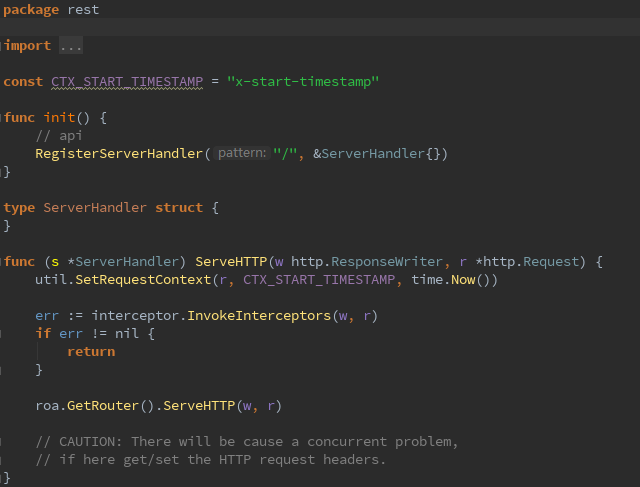 package rest
import ...
const CTX_START_TIMESTAMP = "x-start-timestamp"
func init() {
// api
RegisterServerHandler( pattern: "/", &ServerHandler{})
}
type ServerHandler struct {
}
func (s *ServerHandler) ServeHTTP(w http.ResponseWriter, r *http.Request) {
util.SetRequestContext(r, CTX_START_TIMESTAMP, time.Now())
err := interceptor.InvokeInterceptors(w, r)
if err != nil {
return
}
roa.GetRouter().ServeHTTP(w, r)
// CAUTION: There will be cause a concurrent problem,
// if here get/set the HTTP request headers.
}